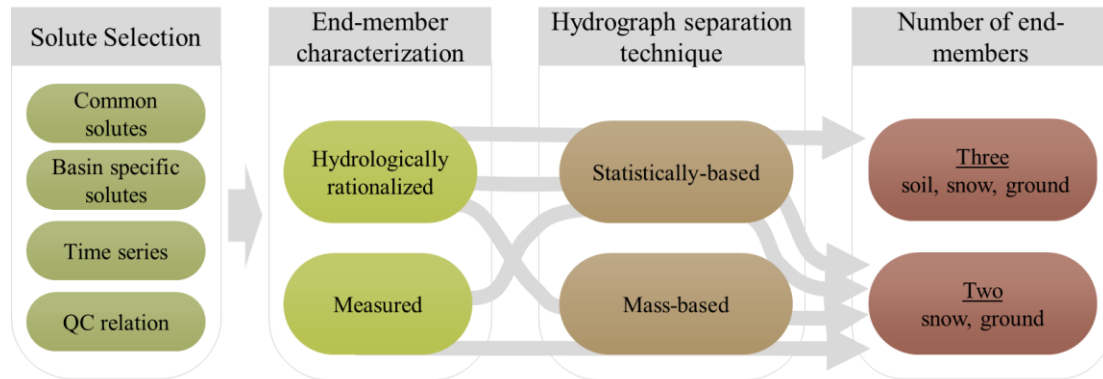 Solute Selection
Common
solutes
Basin specific
solutes
Time series
QC relation
End-member
characterization
Hydrologically
rationalized
Measured
Hydrograph separation
technique
Statistically-based
Mass-based
Number of end-
members
Three
soil, snow, ground
Two
snow, ground